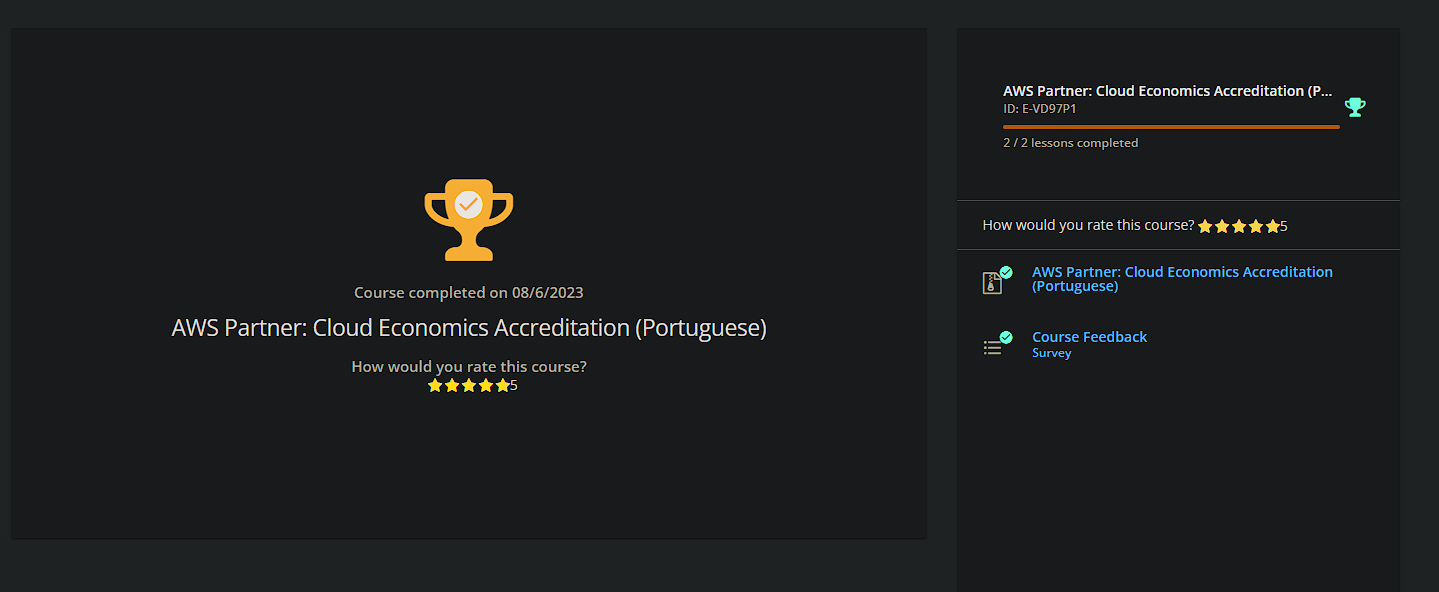 Course completed on 08/6/2023
AWS Partner: Cloud Economics Accreditation (Portuguese)
How would you rate this course?
5
AWS Partner: Cloud Economics Accreditation (P...
ID: E-VD97P1
2 / 2 lessons completed
How would you rate this course? 5
AWS Partner: Cloud Economics Accreditation
(Portuguese)
Course Feedback
Survey